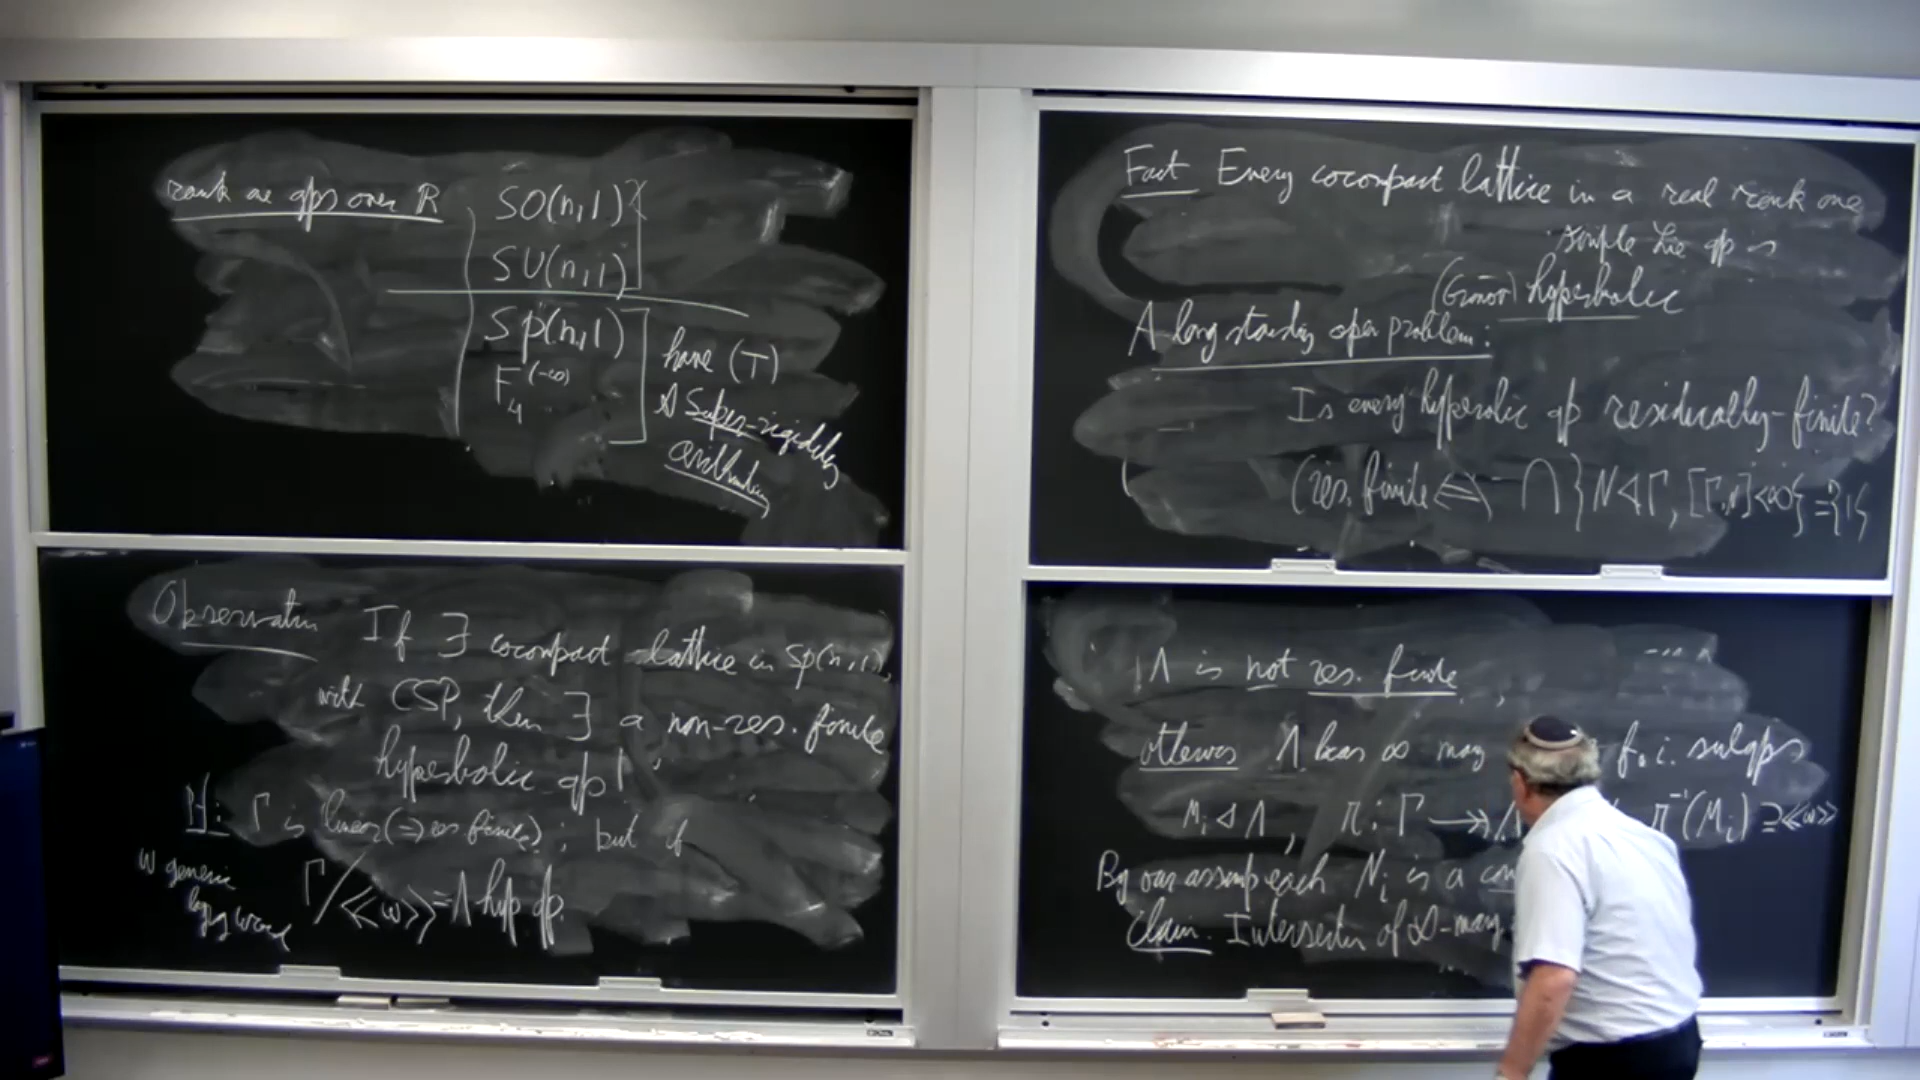 rank one gps over R
SO(n,1)
SU(n,1)
Sp(n,1)
F₄^(-20)
have (T)
& Super-rigidity
arithmeticity
Observation If ∃ cocompact lattice in Sp(n,1),
with CSP, then ∃ a non-res. finite
hyperbolic gp!
Pf: Γ is linear (⇒ res finite); but if
w generic
long word
Γ/≪w≫ = Λ hyp gp.
Fact Every cocompact lattice in a real rank one
simple Lie gp is
(Gromov) hyperbolic
A long standing open problem:
Is every hyperbolic gp residually-finite?
(res. finite ⇔ ∩{N◁Γ, [Γ:N]<∞} = {1}
Λ is not res. finite
otherwise Λ has ∞ many f.i. subgps
M_i ◁ Λ, π: Γ ↠ Λ π⁻¹(M_i) ⊇ ≪w≫
By our assump each N_i is a
Claim. Intersection of ∞-many